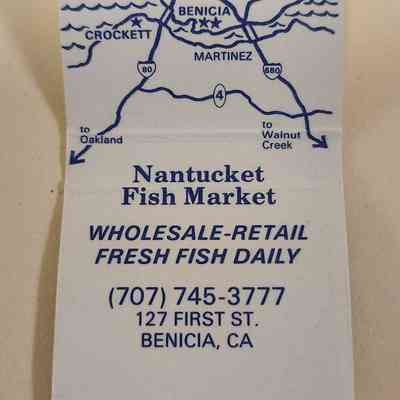 BENICIA
CROCKETT
MARTINEZ
80
680
4
to
Oakland
to
Walnut
Creek
Nantucket
Fish Market
WHOLESALE-RETAIL
FRESH FISH DAILY
(707) 745-3777
127 FIRST ST.
BENICIA, CA